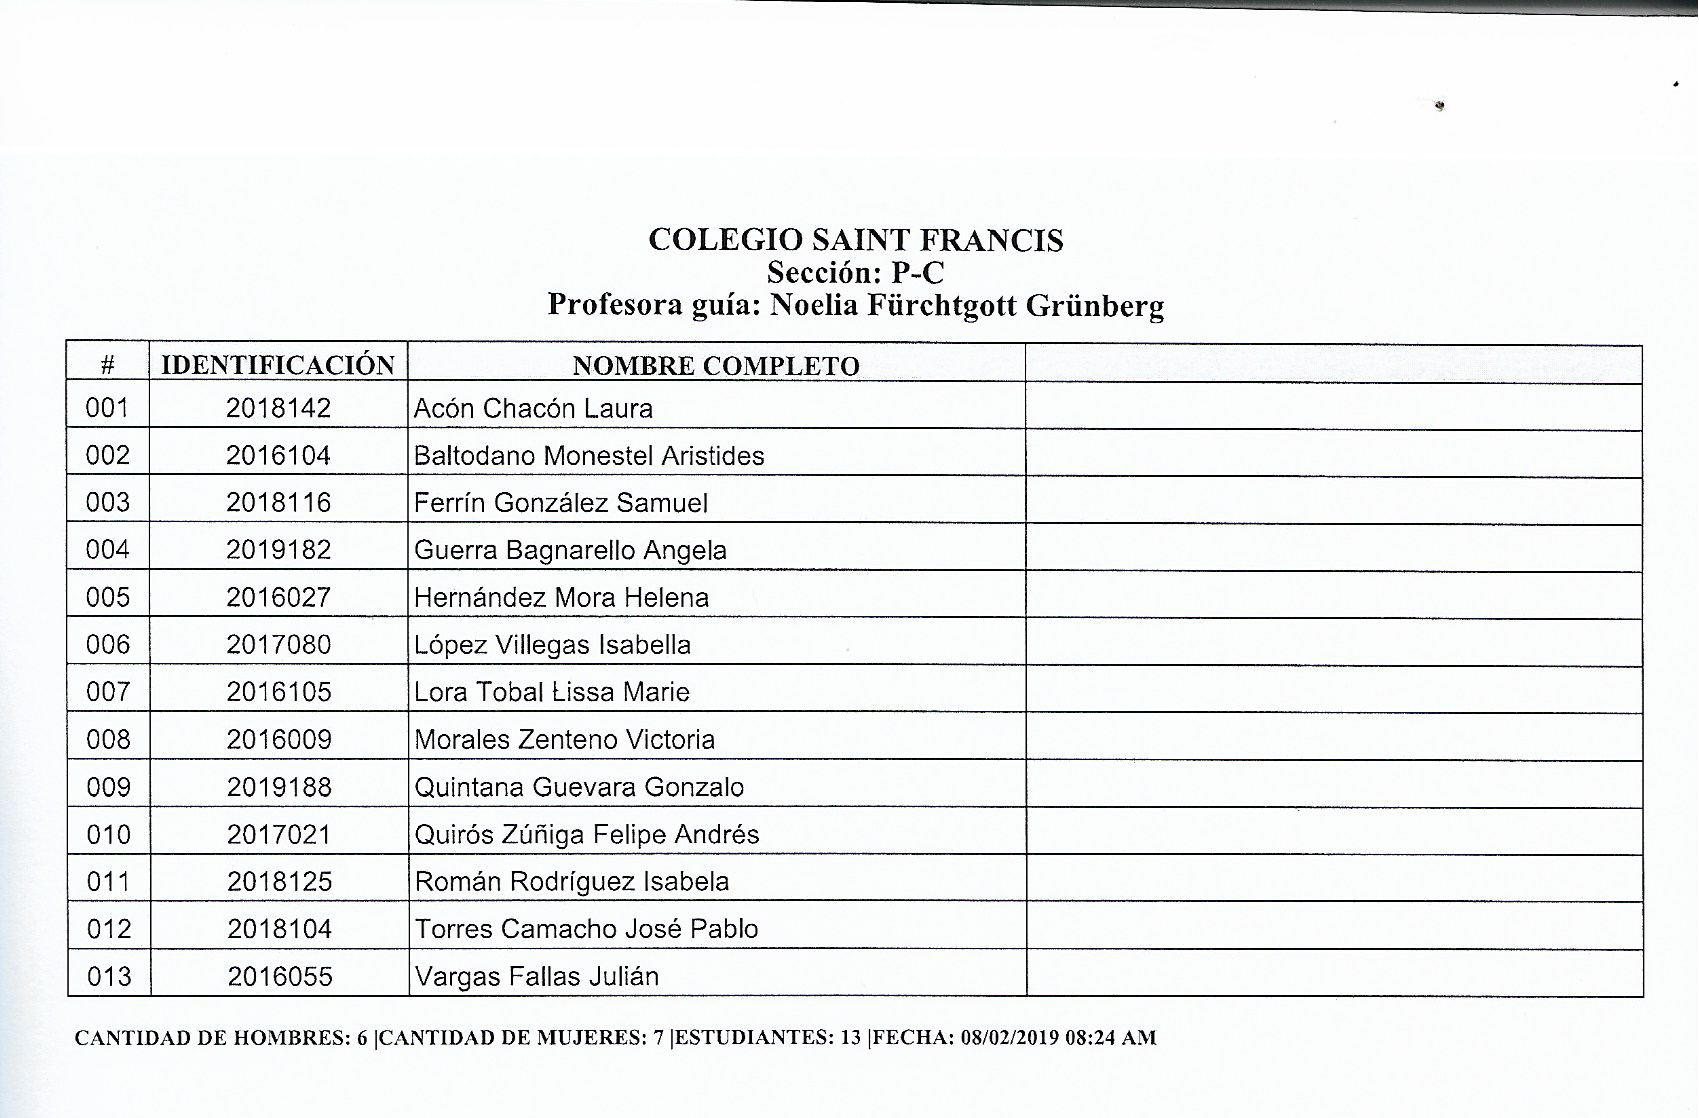 COLEGIO SAINT FRANCIS
Sección: P-C
Profesora guía: Noelia Fürchtgott Grünberg
# IDENTIFICACIÓN NOMBRE COMPLETO
001 2018142 Acón Chacón Laura
002 2016104 Baltodano Monestel Aristides
003 2018116 Ferrín González Samuel
004 2019182 Guerra Bagnarello Angela
005 2016027 Hernández Mora Helena
006 2017080 López Villegas Isabella
007 2016105 Lora Tobal Lissa Marie
008 2016009 Morales Zenteno Victoria
009 2019188 Quintana Guevara Gonzalo
010 2017021 Quirós Zúñiga Felipe Andrés
011 2018125 Román Rodríguez Isabela
012 2018104 Torres Camacho José Pablo
013 2016055 Vargas Fallas Julián
CANTIDAD DE HOMBRES: 6 |CANTIDAD DE MUJERES: 7 |ESTUDIANTES: 13 |FECHA: 08/02/2019 08:24 AM